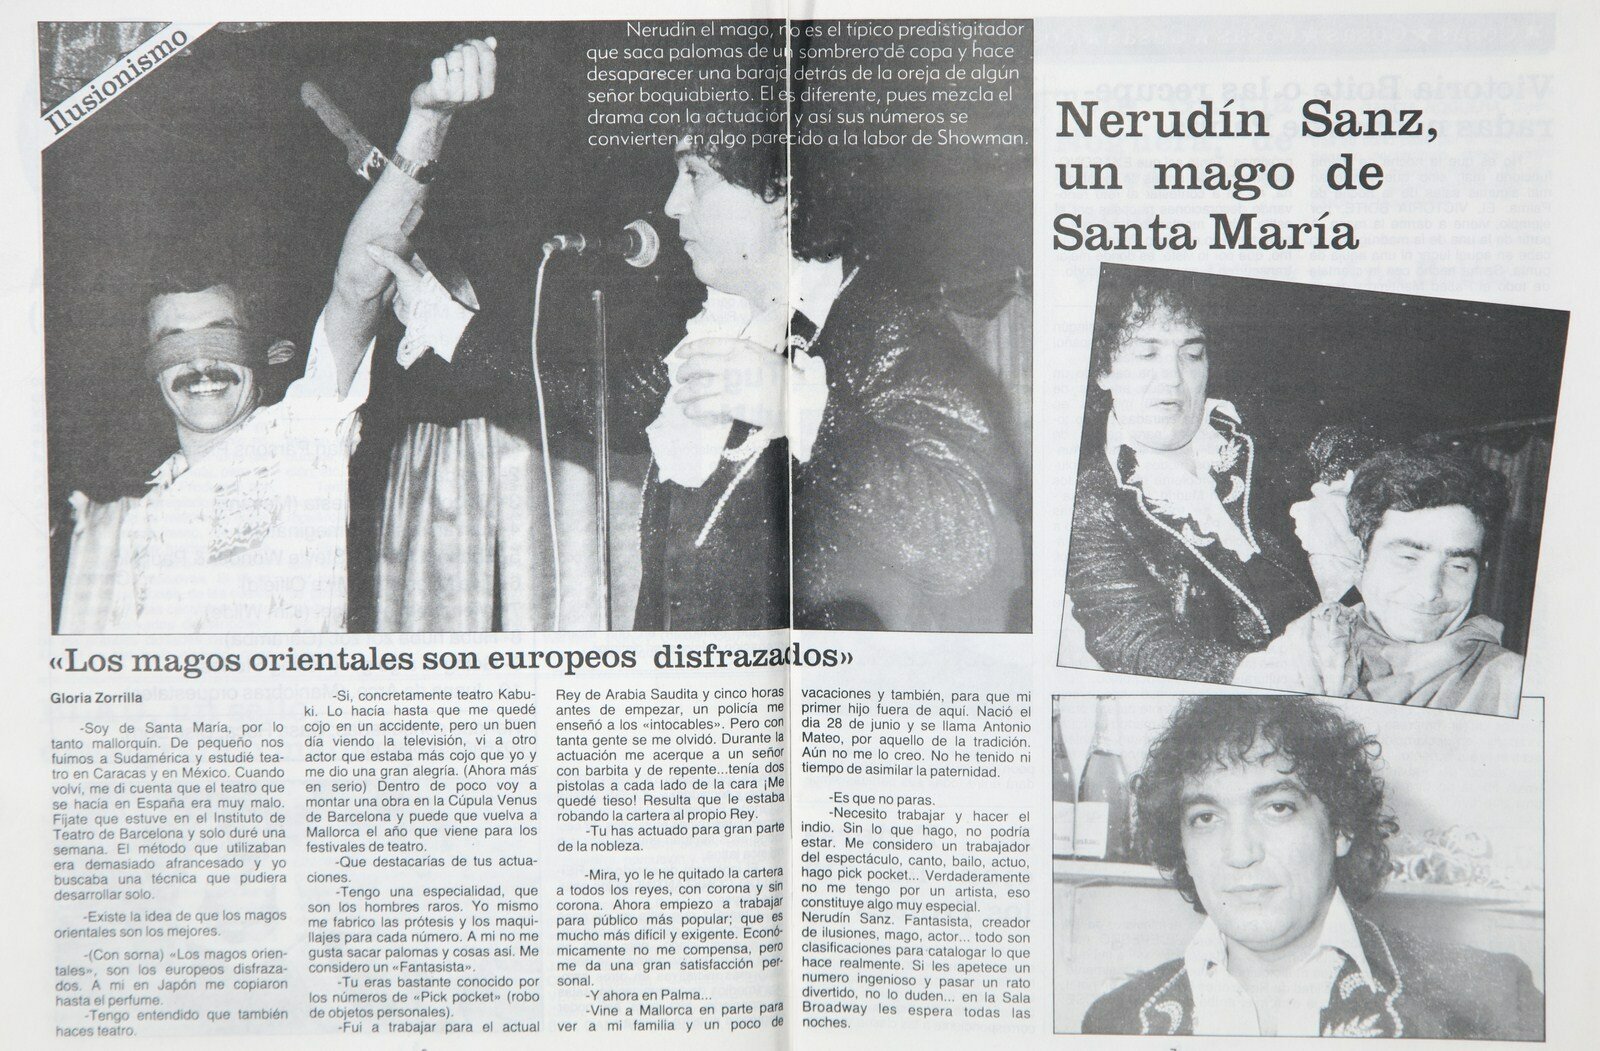 Ilusionismo
Nerudín el mago, no es el típico predistigitador
que saca palomas de un sombrero de copa y hace
desaparecer una baraja detrás de la oreja de algún
señor boquiabierto. El es diferente, pues mezcla el
drama con la actuación y así sus números se
convierten en algo parecido a la labor de Showman.
Nerudín Sanz,
un mago de
Santa María
«Los magos orientales son europeos disfrazados»
Gloria Zorrilla
-Soy de Santa María, por lo
tanto mallorquín. De pequeño nos
fuimos a Sudamérica y estudié tea-
tro en Caracas y en México. Cuando
volví, me di cuenta que el teatro que
se hacía en España era muy malo.
Fíjate que estuve en el Instituto de
Teatro de Barcelona y solo duré una
semana. El método que utilizaban
era demasiado afrancesado y yo
buscaba una técnica que pudiera
desarrollar solo.
-Existe la idea de que los magos
orientales son los mejores.
-(Con sorna) «Los magos orien-
tales», son los europeos disfraza-
dos. A mi en Japón me copiaron
hasta el perfume.
-Tengo entendido que también
haces teatro.
-Si, concretamente teatro Kabu-
ki. Lo hacía hasta que me quedé
cojo en un accidente, pero un buen
día viendo la televisión, vi a otro
actor que estaba más cojo que yo y
me dio una gran alegría. (Ahora más
en serio) Dentro de poco voy a
montar una obra en la Cúpula Venus
de Barcelona y puede que vuelva a
Mallorca el año que viene para los
festivales de teatro.
-Que destacarías de tus actua-
ciones.
-Tengo una especialidad, que
son los hombres raros. Yo mismo
me fabrico las prótesis y los maqui-
llajes para cada número. A mi no me
gusta sacar palomas y cosas así. Me
considero un «Fantasista».
-Tu eras bastante conocido por
los números de «Pick pocket» (robo
de objetos personales).
-Fui a trabajar para el actual
Rey de Arabia Saudita y cinco horas
antes de empezar, un policía me
enseñó a los «intocables». Pero con
tanta gente se me olvidó. Durante la
actuación me acerque a un señor
con barbita y de repente...tenía dos
pistolas a cada lado de la cara ¡Me
quedé tieso! Resulta que le estaba
robando la cartera al propio Rey.
-Tu has actuado para gran parte
de la nobleza.
-Mira, yo le he quitado la cartera
a todos los reyes, con corona y sin
corona. Ahora empiezo a trabajar
para público más popular; que es
mucho más difícil y exigente. Econó-
micamente no me compensa, pero
me da una gran satisfacción per-
sonal.
-Y ahora en Palma...
-Vine a Mallorca en parte para
ver a mi familia y un poco de
vacaciones y también, para que mi
primer hijo fuera de aquí. Nació el
dia 28 de junio y se llama Antonio
Mateo, por aquello de la tradición.
Aún no me lo creo. No he tenido ni
tiempo de asimilar la paternidad.
-Es que no paras.
-Necesito trabajar y hacer el
indio. Sin lo que hago, no podría
estar. Me considero un trabajador
del espectáculo, canto, bailo, actuo,
hago pick pocket... Verdaderamente
no me tengo por un artista, eso
constituye algo muy especial.
Nerudín Sanz. Fantasista, creador
de ilusiones, mago, actor... todo son
clasificaciones para catalogar lo que
hace realmente. Si les apetece un
numero ingenioso y pasar un rato
divertido, no lo duden... en la Sala
Broadway les espera todas las
noches.